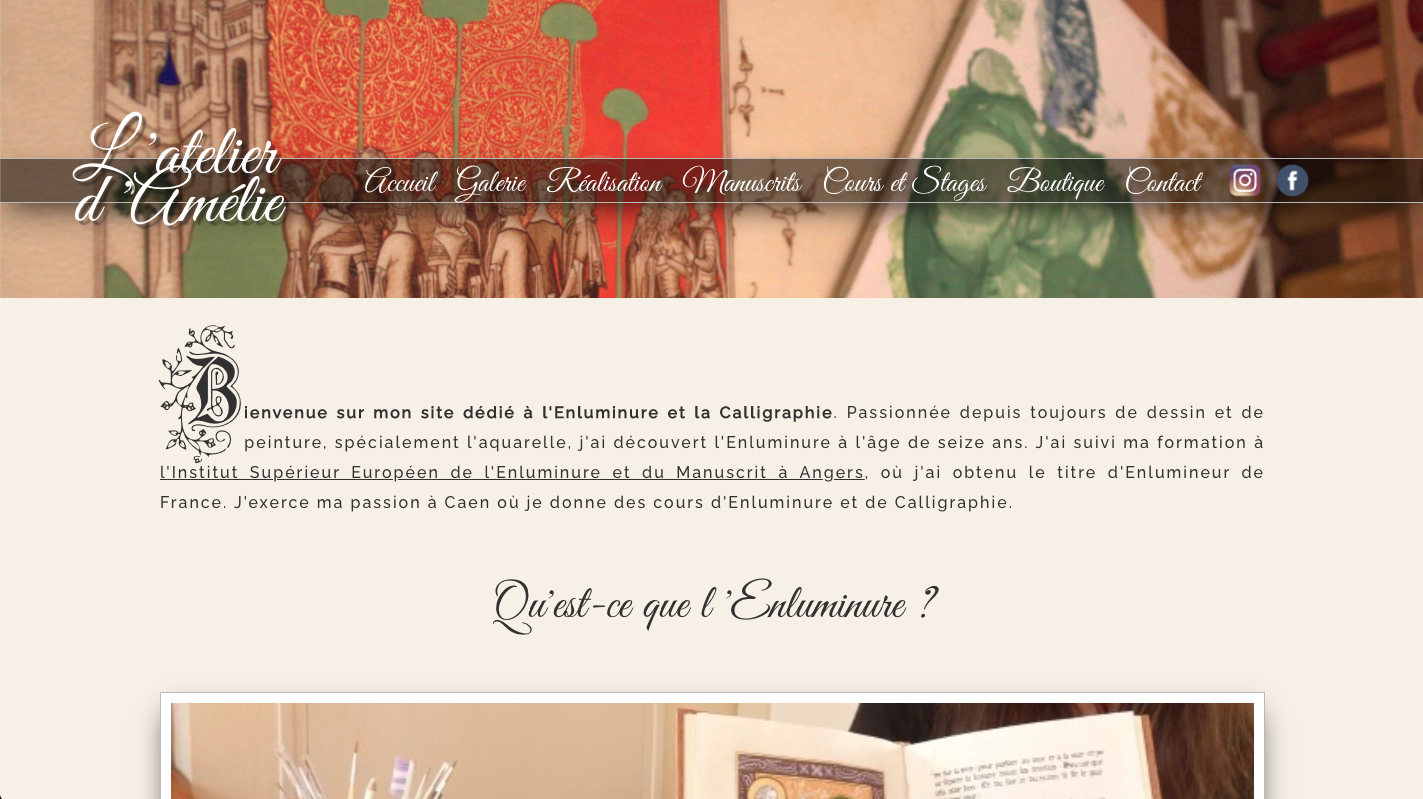 L'atelier
d'Amélie
Accueil Galerie Réalisation Manuscrits Cours et Stages Boutique Contact
Bienvenue sur mon site dédié à l'Enluminure et la Calligraphie. Passionnée depuis toujours de dessin et de
peinture, spécialement l'aquarelle, j'ai découvert l'Enluminure à l'âge de seize ans. J'ai suivi ma formation à
l'Institut Supérieur Européen de l'Enluminure et du Manuscrit à Angers, où j'ai obtenu le titre d'Enlumineur de
France. J'exerce ma passion à Caen où je donne des cours d'Enluminure et de Calligraphie.
Qu'est-ce que l'Enluminure ?